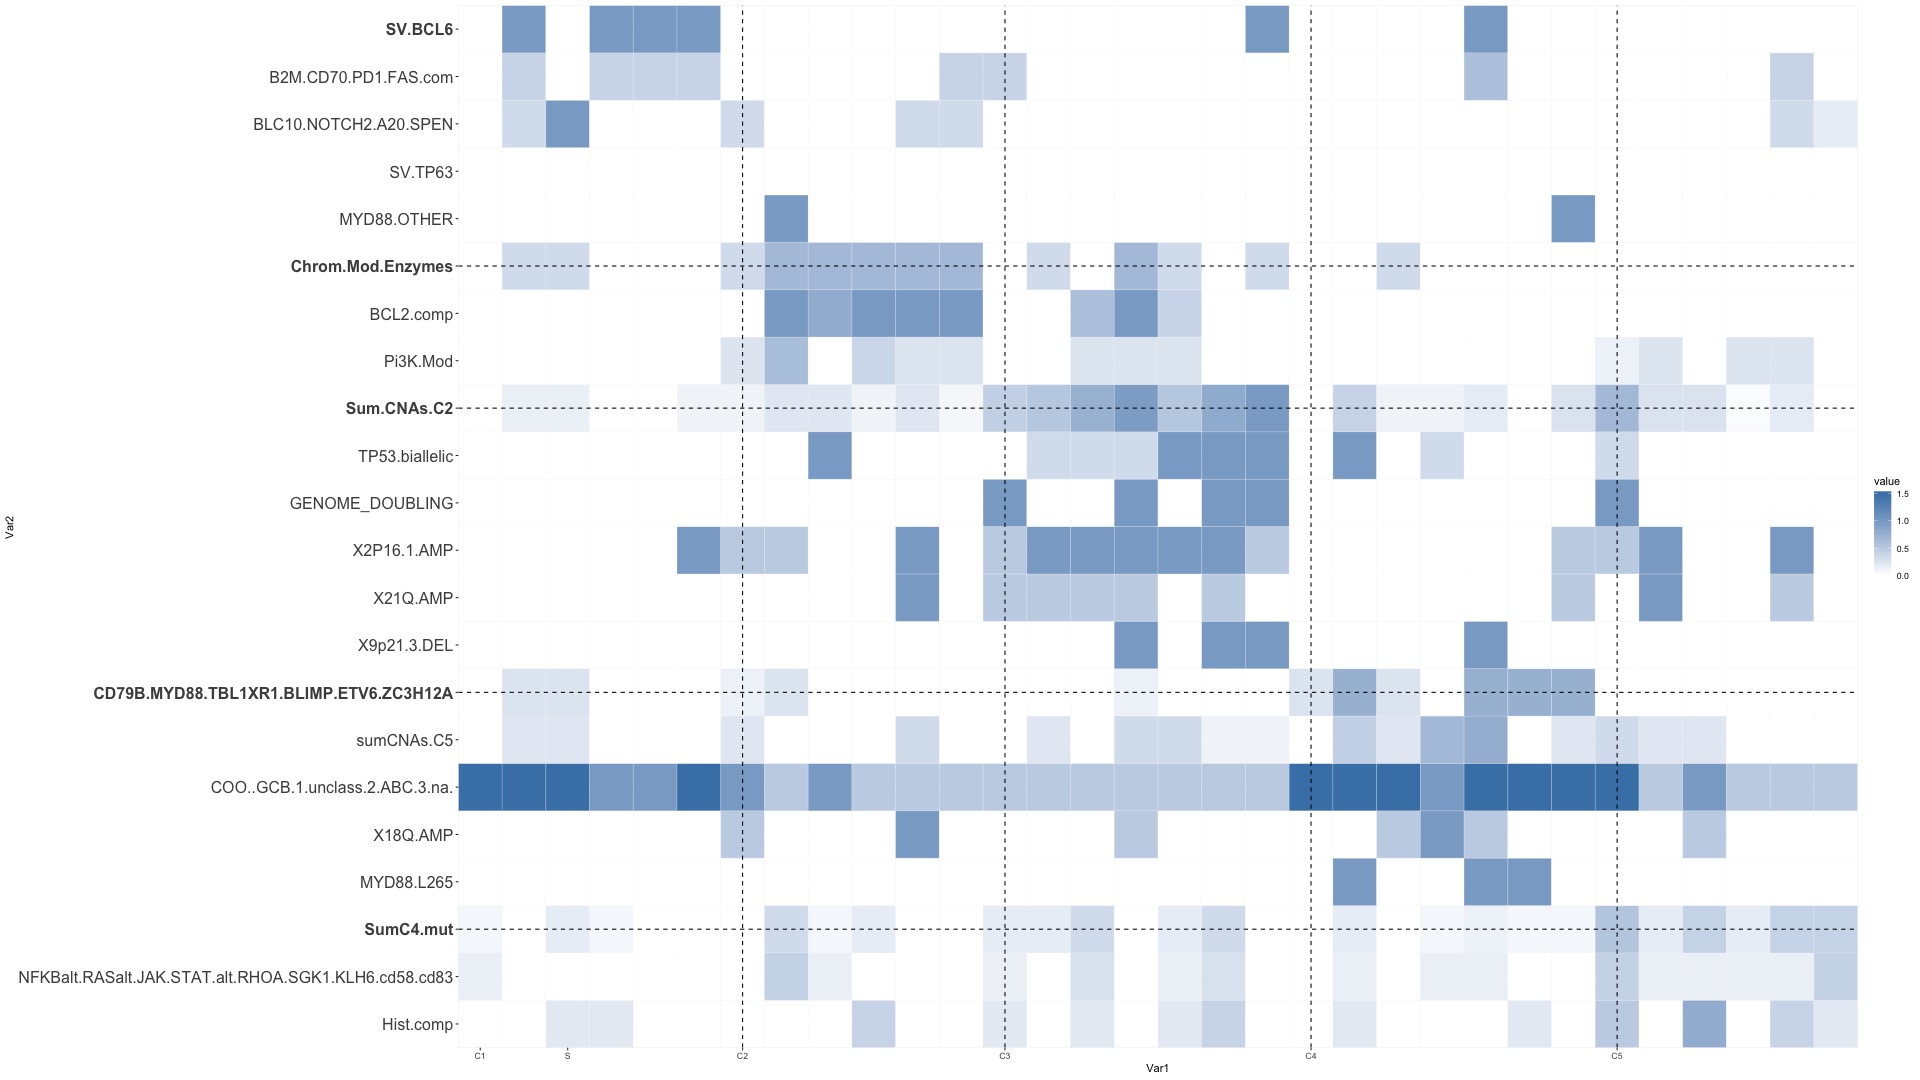 SV.BCL6
B2M.CD70.PD1.FAS.com
BLC10.NOTCH2.A20.SPEN
SV.TP63
MYD88.OTHER
Chrom.Mod.Enzymes
BCL2.comp
Pi3K.Mod
Sum.CNAs.C2
TP53.biallelic
GENOME_DOUBLING
X2P16.1.AMP
X21Q.AMP
X9p21.3.DEL
CD79B.MYD88.TBL1XR1.BLIMP.ETV6.ZC3H12A
sumCNAs.C5
COO..GCB.1.unclass.2.ABC.3.na.
X18Q.AMP
MYD88.L265
SumC4.mut
NFKBalt.RASalt.JAK.STAT.alt.RHOA.SGK1.KLH6.cd58.cd83
Hist.comp
Var2
C1 S C2 C3 C4 C5
Var1
value
1.5
1.0
0.5
0.0